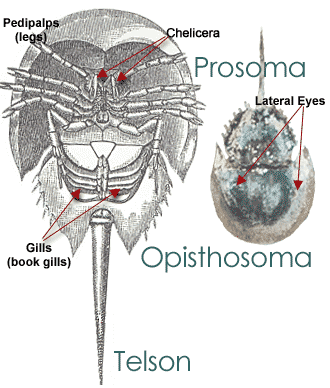 Pedipalps
(legs)
Chelicera
Prosoma
Lateral Eyes
Gills
(book gills)
Opisthosoma
Telson